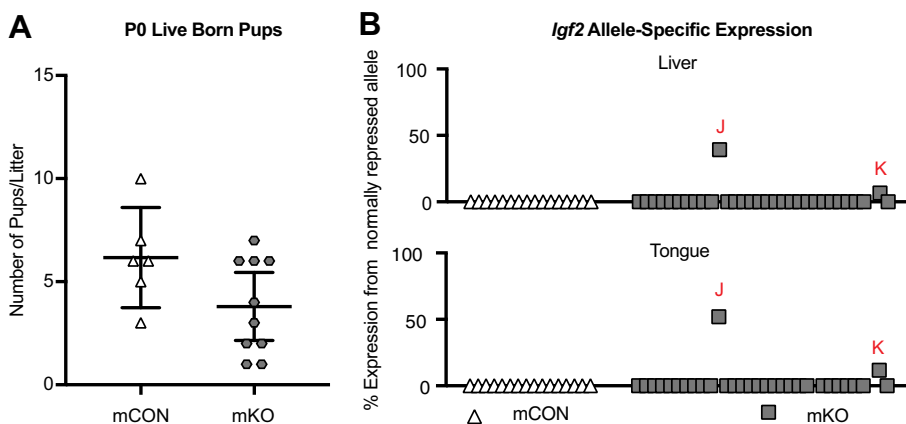 A
P0 Live Born Pups
Number of Pups/Litter
15
10
5
0
mCON
mKO
B
Igf2 Allele-Specific Expression
% Expression from normally repressed allele
Liver
100
50
0
J
K
Tongue
100
50
0
J
K
mCON
mKO